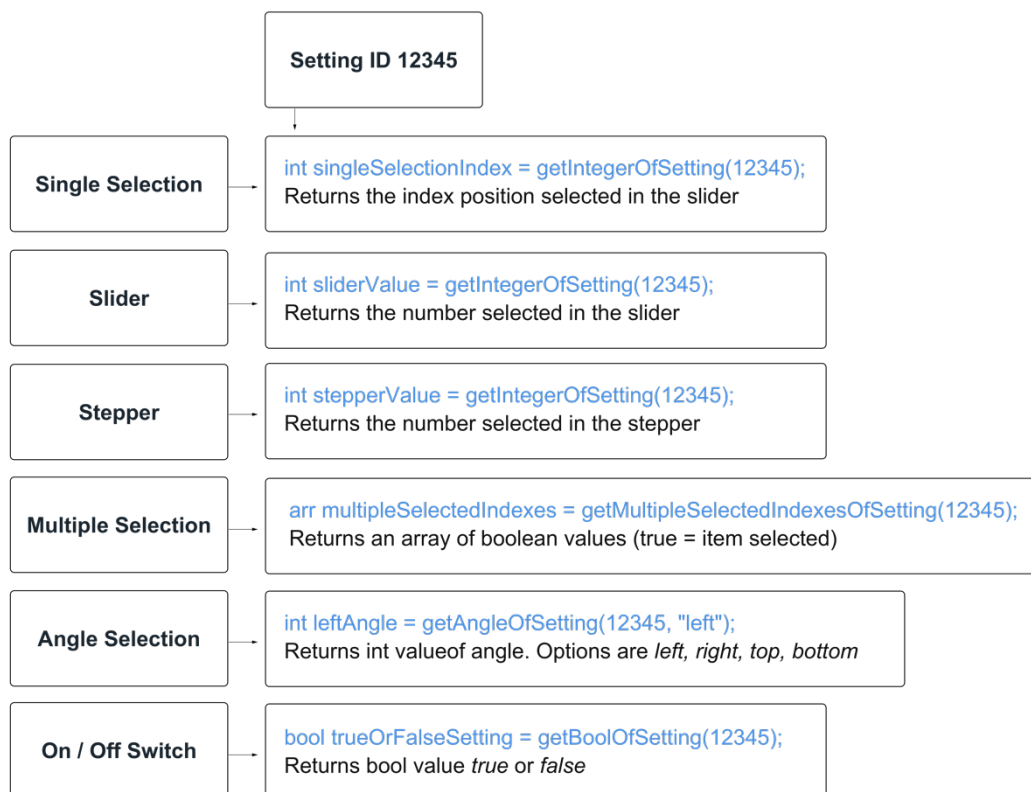 Setting ID 12345
Single Selection
int singleSelectionIndex = getIntegerOfSetting(12345);
Returns the index position selected in the slider
Slider
int sliderValue = getIntegerOfSetting(12345);
Returns the number selected in the slider
Stepper
int stepperValue = getIntegerOfSetting(12345);
Returns the number selected in the stepper
Multiple Selection
arr multipleSelectedIndexes = getMultipleSelectedIndexesOfSetting(12345);
Returns an array of boolean values (true = item selected)
Angle Selection
int leftAngle = getAngleOfSetting(12345, "left");
Returns int valueof angle. Options are left, right, top, bottom
On / Off Switch
bool trueOrFalseSetting = getBoolOfSetting(12345);
Returns bool value true or false